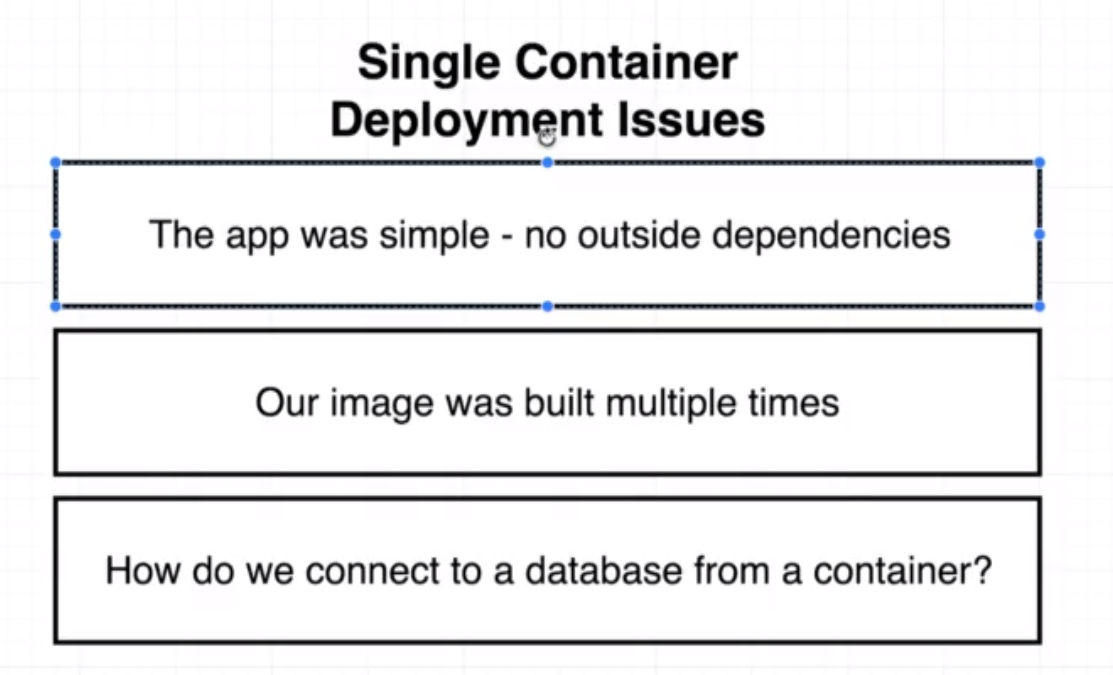 Single Container
Deployment Issues
The app was simple - no outside dependencies
Our image was built multiple times
How do we connect to a database from a container?